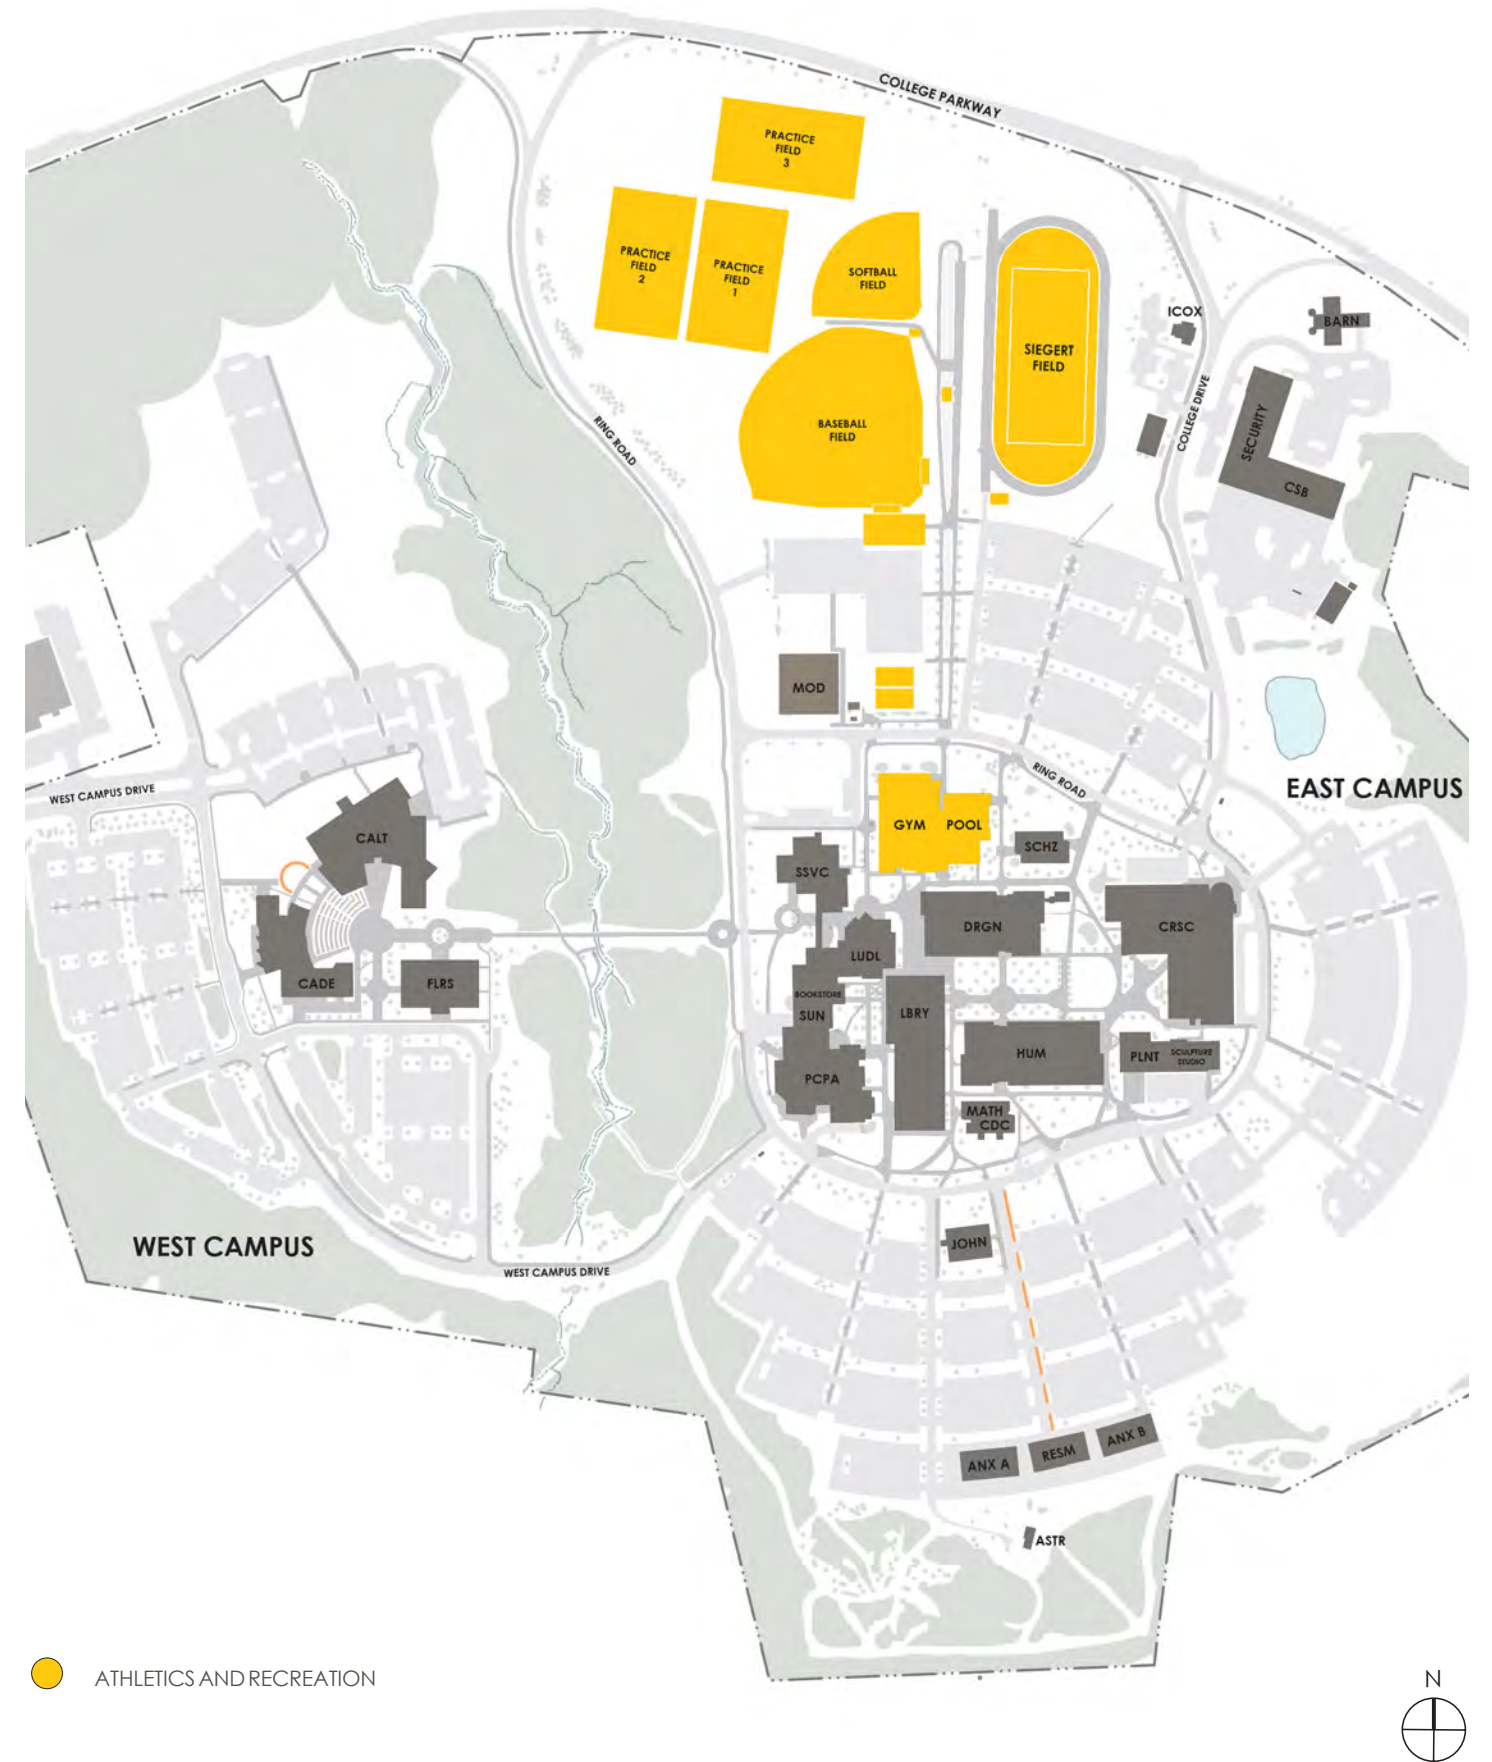 COLLEGE PARKWAY
PRACTICE
FIELD
3
PRACTICE
FIELD
2
PRACTICE
FIELD
1
SOFTBALL
FIELD
SIEGERT
FIELD
ICOX
BARN
BASEBALL
FIELD
RING ROAD
COLLEGE DRIVE
SECURITY
CSB
MOD
EAST CAMPUS
RING ROAD
WEST CAMPUS DRIVE
GYM
POOL
CALT
SCHZ
SSVC
DRGN
CRSC
LUDL
CADE
FLRS
BOOKSTORE
SUN
LBRY
HUM
PLNT
SCULPTURE
STUDIO
PCPA
MATH
CDC
WEST CAMPUS
JOHN
WEST CAMPUS DRIVE
ANX A
RESM
ANX B
ASTR
ATHLETICS AND RECREATION
N